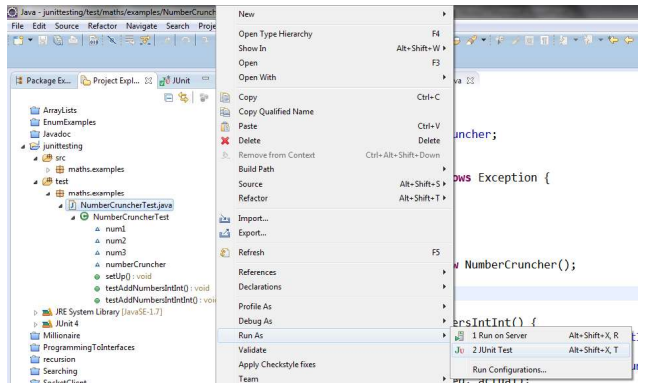 Java - junittesting/test/maths/examples/NumberCrunch
File Edit Source Refactor Navigate Search Proje
Package Ex... Project Expl... JUnit
ArrayLists
EnumExamples
Javadoc
junittesting
src
maths.examples
test
maths.examples
NumberCruncherTest.java
NumberCruncherTest
num1
num2
num3
numberCruncher
setUp() : void
testAddNumbersIntInt() : void
testAddNumbersIntIntInt() : voi
JRE System Library [JavaSE-1.7]
JUnit 4
Millionaire
ProgrammingToInterfaces
recursion
Searching
SocketClient
New
Open Type Hierarchy F4
Show In Alt+Shift+W
Open F3
Open With
Copy Ctrl+C
Copy Qualified Name
Paste Ctrl+V
Delete Delete
Remove from Context Ctrl+Alt+Shift+Down
Build Path
Source Alt+Shift+S
Refactor Alt+Shift+T
Import...
Export...
Refresh F5
References
Declarations
Profile As
Debug As
Run As
Validate
Apply Checkstyle fixes
Team
va
uncher;
ows Exception {
w NumberCruncher();
ersIntInt() {
1 Run on Server Alt+Shift+X, R
Ju 2 JUnit Test Alt+Shift+X, T
Run Configurations...
ed, actual);